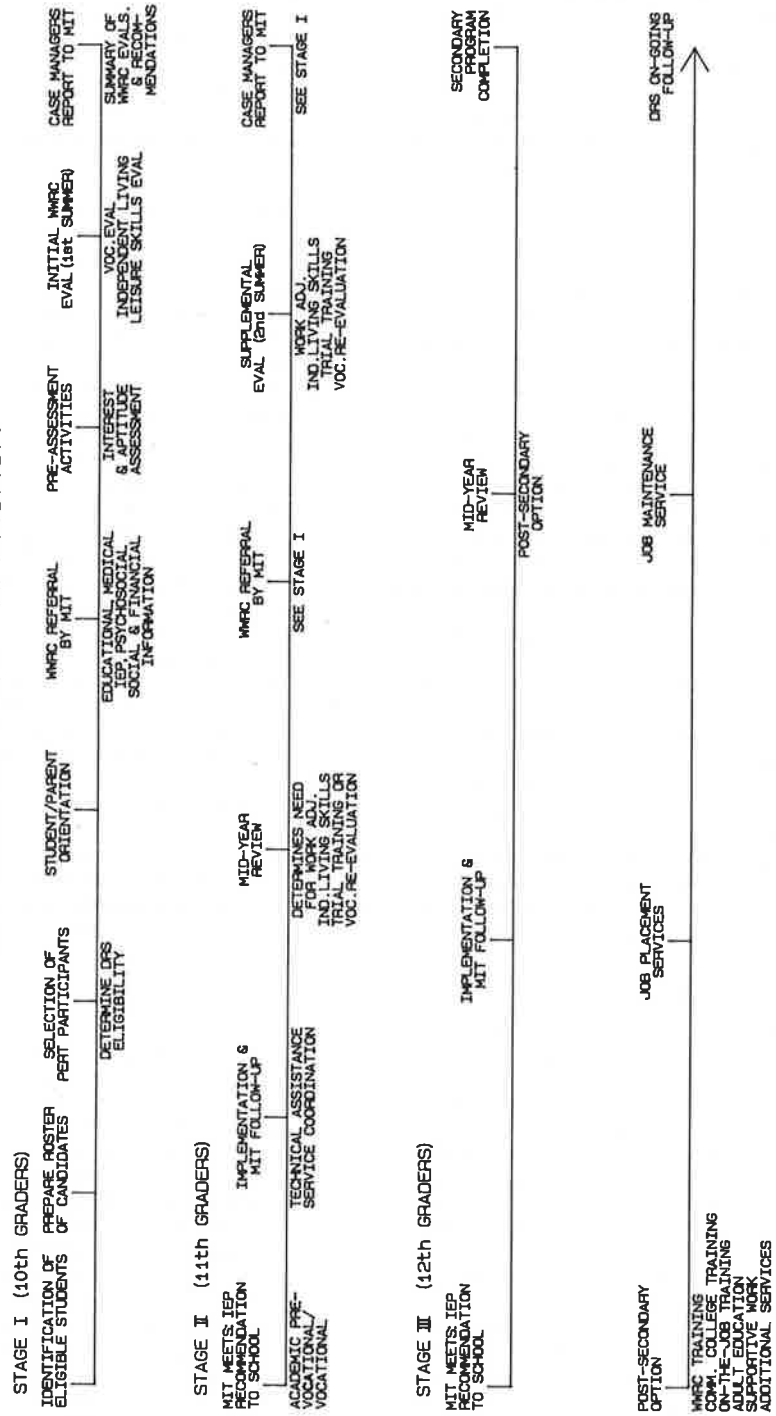 STAGE I (10th GRADERS)
IDENTIFICATION OF
ELIGIBLE STUDENTS
PREPARE ROSTER
OF CANDIDATES
SELECTION OF
PERT PARTICIPANTS
DETERMINE DRS
ELIGIBILITY
STUDENT/PARENT
ORIENTATION
WWRC REFERRAL
BY MIT
EDUCATIONAL, MEDICAL
IEP, PSYCHOSOCIAL
SOCIAL & FINANCIAL
INFORMATION
PRE-ASSESSMENT
ACTIVITIES
INTEREST
& APTITUDE
ASSESSMENT
INITIAL WWRC
EVAL (1st SUMMER)
VOC. EVAL
INDEPENDENT LIVING
LEISURE SKILLS EVAL
CASE MANAGERS
REPORT TO MIT
SUMMARY OF
WWRC EVALS.
& RECOM-
MENDATIONS
STAGE II (11th GRADERS)
MIT MEETS: IEP
RECOMMENDATION
TO SCHOOL
ACADEMIC PRE-
VOCATIONAL/
VOCATIONAL
IMPLEMENTATION &
MIT FOLLOW-UP
TECHNICAL ASSISTANCE
SERVICE COORDINATION
MID-YEAR
REVIEW
DETERMINES NEED
FOR WORK ADJ.
IND.LIVING SKILLS
TRIAL TRAINING OR
VOC.RE-EVALUATION
WWRC REFERRAL
BY MIT
SEE STAGE I
SUPPLEMENTAL
EVAL (2nd SUMMER)
WORK ADJ.
IND.LIVING SKILLS
TRIAL TRAINING
VOC.RE-EVALUATION
CASE MANAGERS
REPORT TO MIT
SEE STAGE I
STAGE III (12th GRADERS)
MIT MEETS: IEP
RECOMMENDATION
TO SCHOOL
IMPLEMENTATION &
MIT FOLLOW-UP
MID-YEAR
REVIEW
POST-SECONDARY
OPTION
SECONDARY
PROGRAM
COMPLETION
POST-SECONDARY
OPTION
WWRC TRAINING
COMM. COLLEGE TRAINING
ON-THE-JOB TRAINING
ADULT EDUCATION
SUPPORTIVE WORK
ADDITIONAL SERVICES
JOB PLACEMENT
SERVICES
JOB MAINTENANCE
SERVICE
DRS ON-GOING
FOLLOW-UP